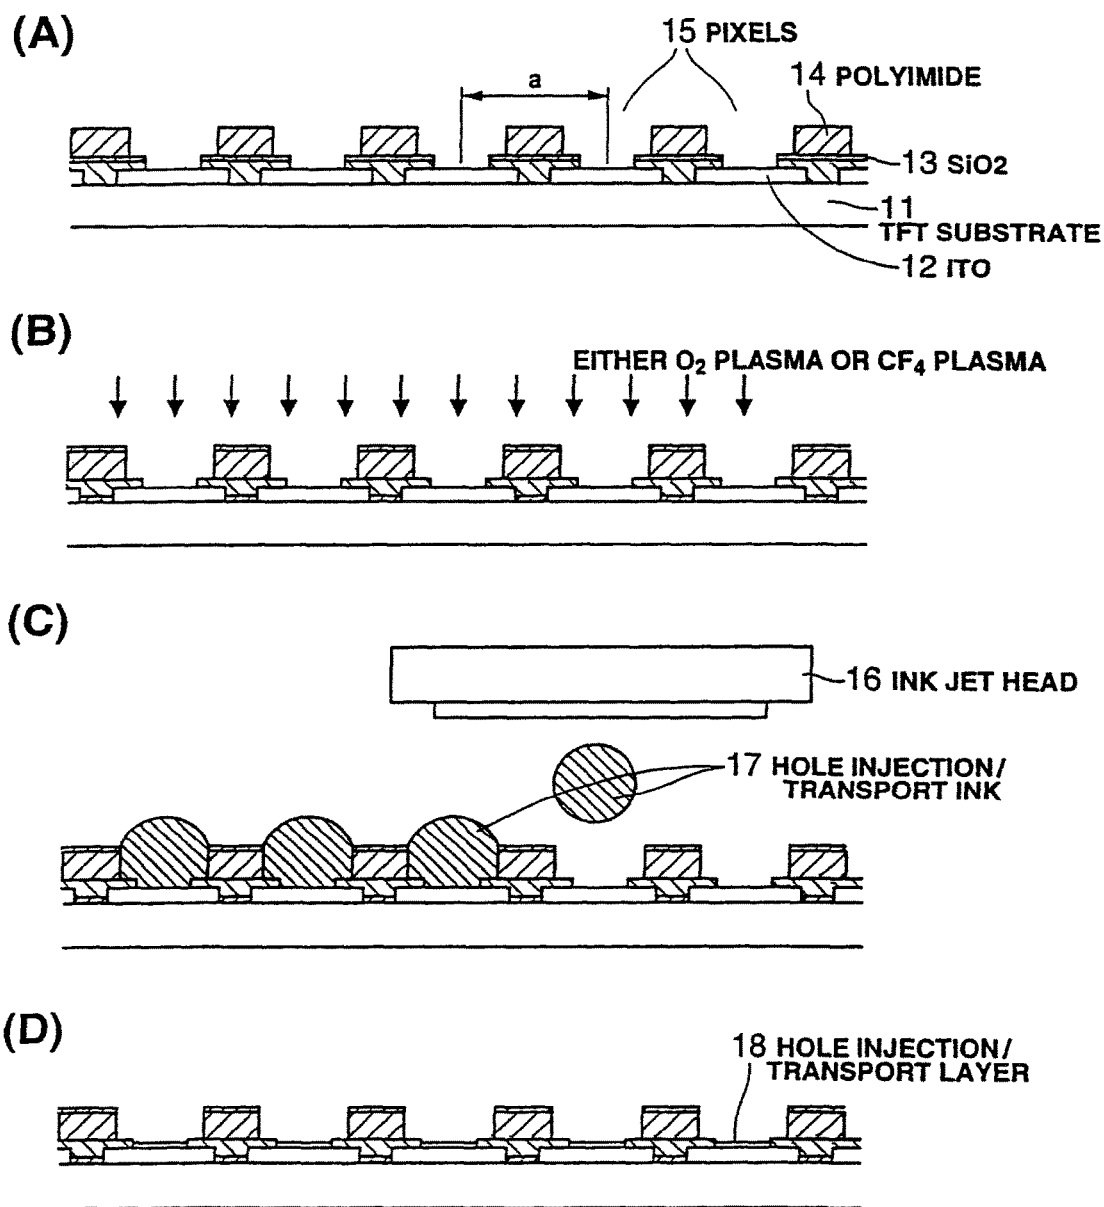 (A)
15 PIXELS
14 POLYIMIDE
a
13 SiO2
11
TFT SUBSTRATE
12 ITO
(B)
EITHER O₂ PLASMA OR CF₄ PLASMA
(C)
16 INK JET HEAD
17 HOLE INJECTION/
TRANSPORT INK
(D)
18 HOLE INJECTION/
TRANSPORT LAYER